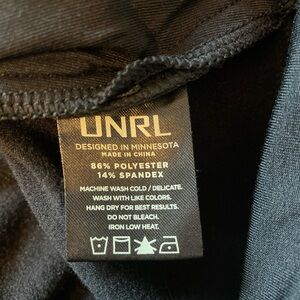 UNRL
DESIGNED IN MINNESOTA
MADE IN CHINA
86% POLYESTER
14% SPANDEX
MACHINE WASH COLD / DELICATE.
WASH WITH LIKE COLORS.
HANG DRY FOR BEST RESULTS.
DO NOT BLEACH.
IRON LOW HEAT.